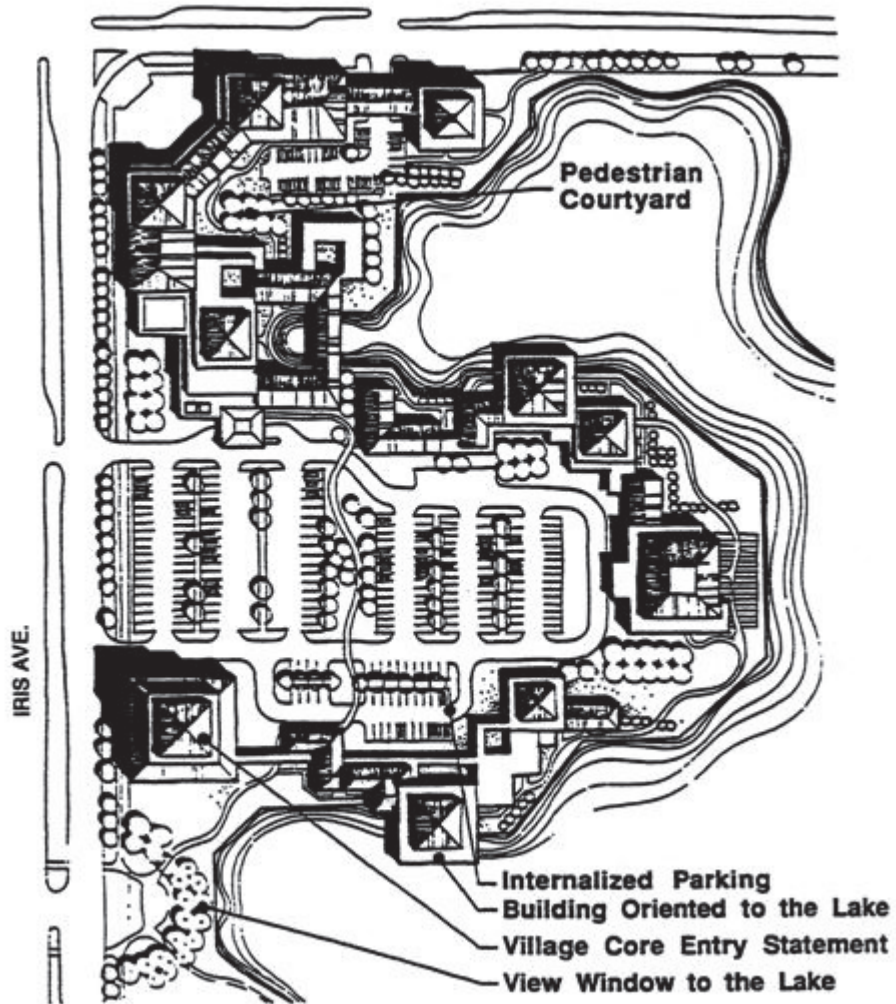 Pedestrian
Courtyard
IRIS AVE.
Internalized Parking
Building Oriented to the Lake
Village Core Entry Statement
View Window to the Lake